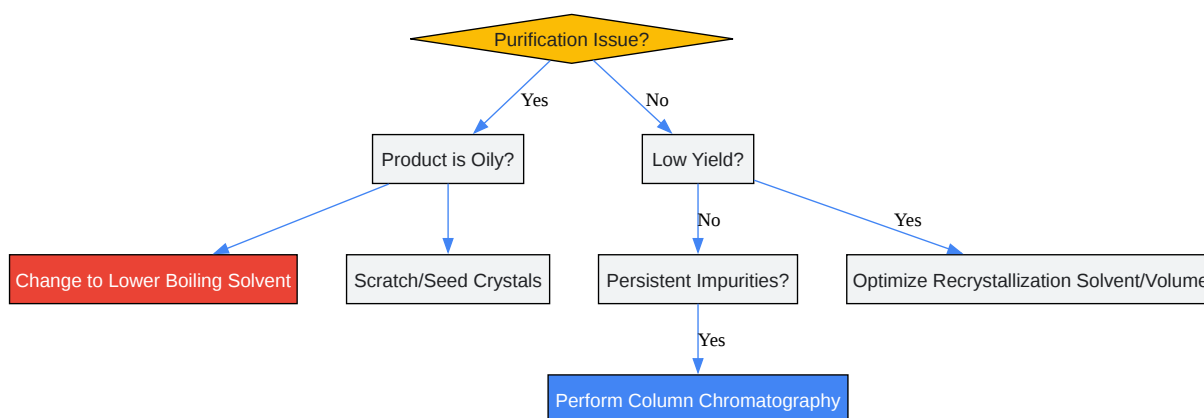 Purification Issue?
Yes
No
Product is Oily?
Low Yield?
No
Yes
Change to Lower Boiling Solvent
Scratch/Seed Crystals
Persistent Impurities?
Optimize Recrystallization Solvent/Volume
Yes
Perform Column Chromatography